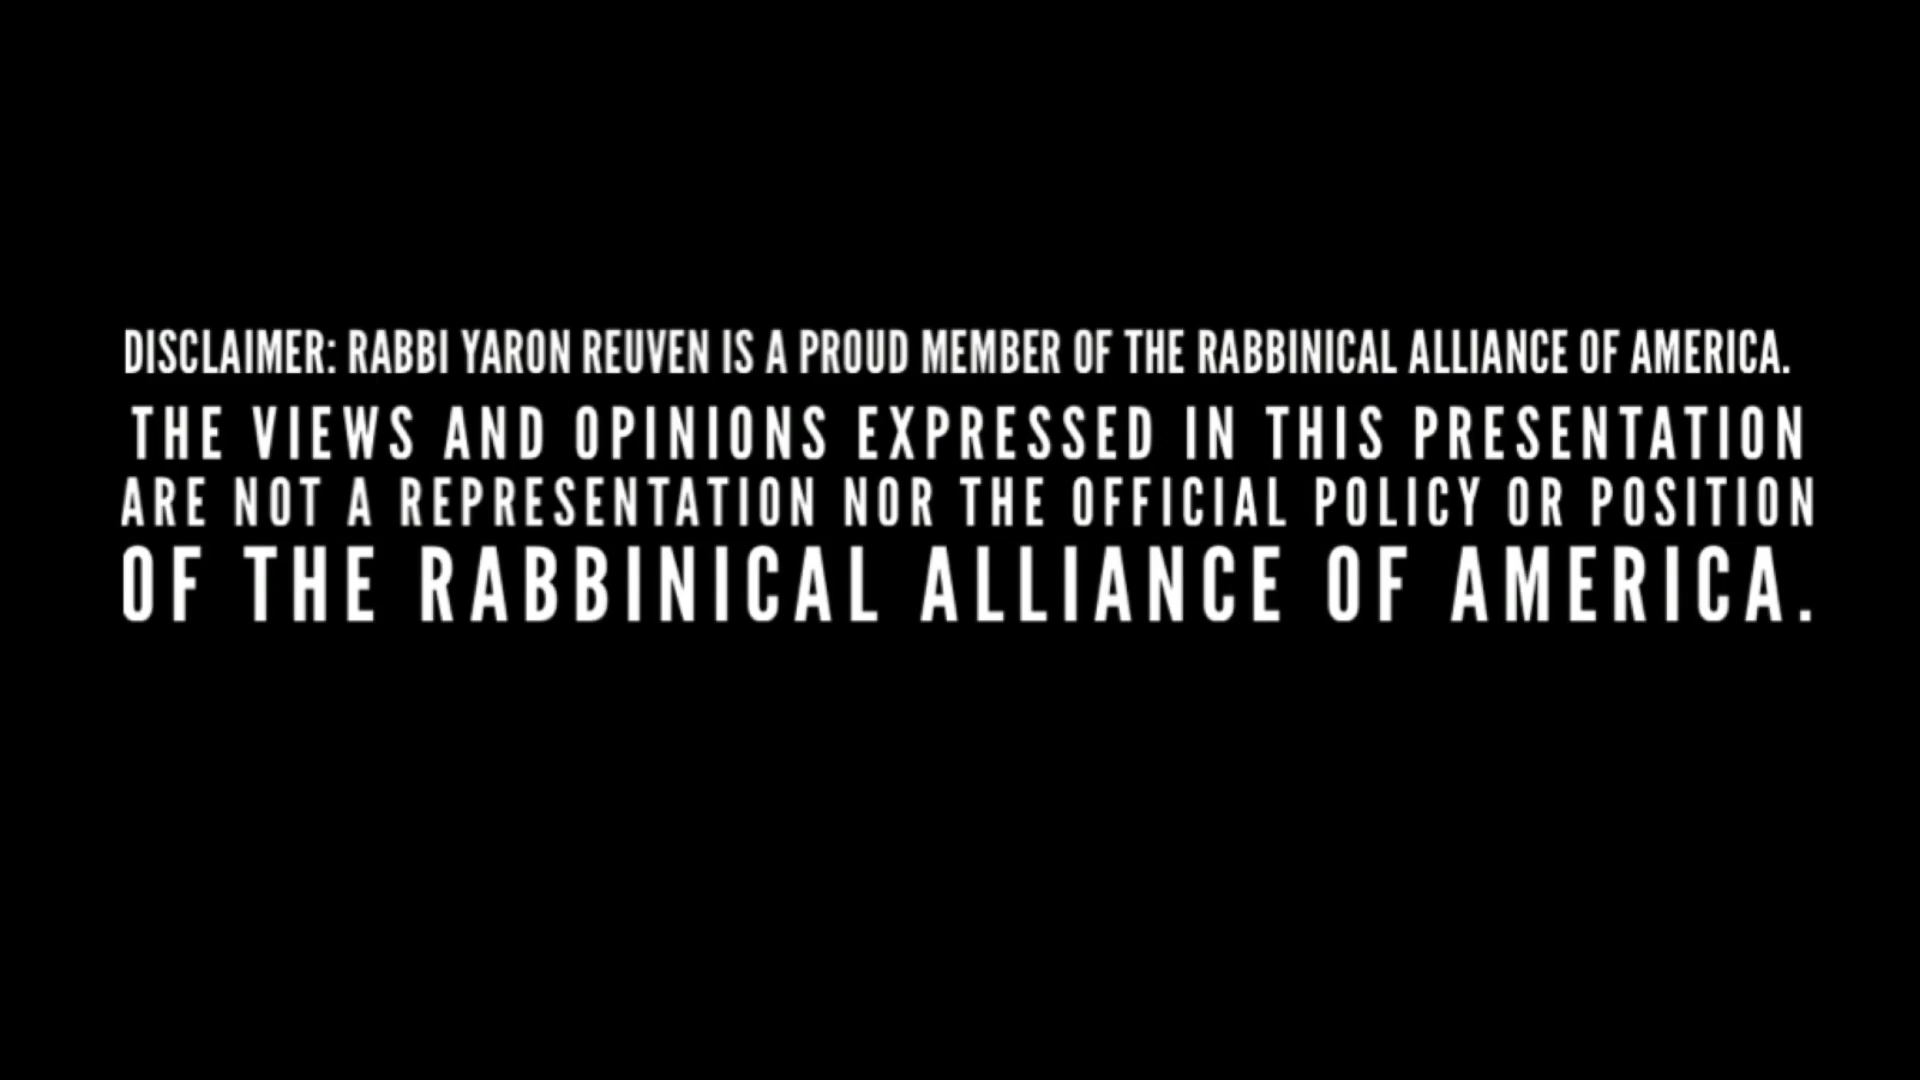 DISCLAIMER: RABBI YARON REUVEN IS A PROUD MEMBER OF THE RABBINICAL ALLIANCE OF AMERICA.
THE VIEWS AND OPINIONS EXPRESSED IN THIS PRESENTATION
ARE NOT A REPRESENTATION NOR THE OFFICIAL POLICY OR POSITION
OF THE RABBINICAL ALLIANCE OF AMERICA.